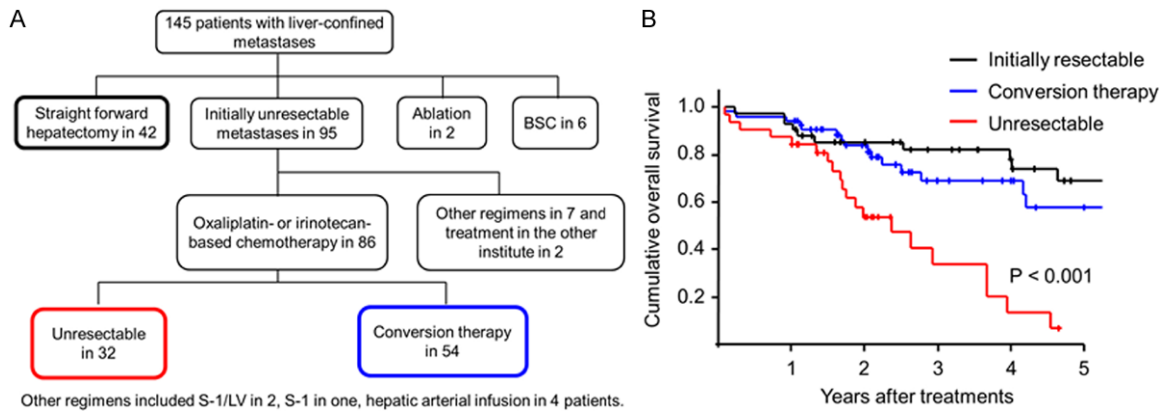 A
145 patients with liver-confined
metastases
Straight forward
hepatectomy in 42
Initially unresectable
metastases in 95
Ablation
in 2
BSC in 6
Oxaliplatin- or irinotecan-
based chemotherapy in 86
Other regimens in 7 and
treatment in the other
institute in 2
Unresectable
in 32
Conversion therapy
in 54
Other regimens included S-1/LV in 2, S-1 in one, hepatic arterial infusion in 4 patients.
B
Initially resectable
Conversion therapy
Unresectable
Cumulative overall survival
1.0
0.8
0.6
0.4
0.2
P < 0.001
1 2 3 4 5
Years after treatments